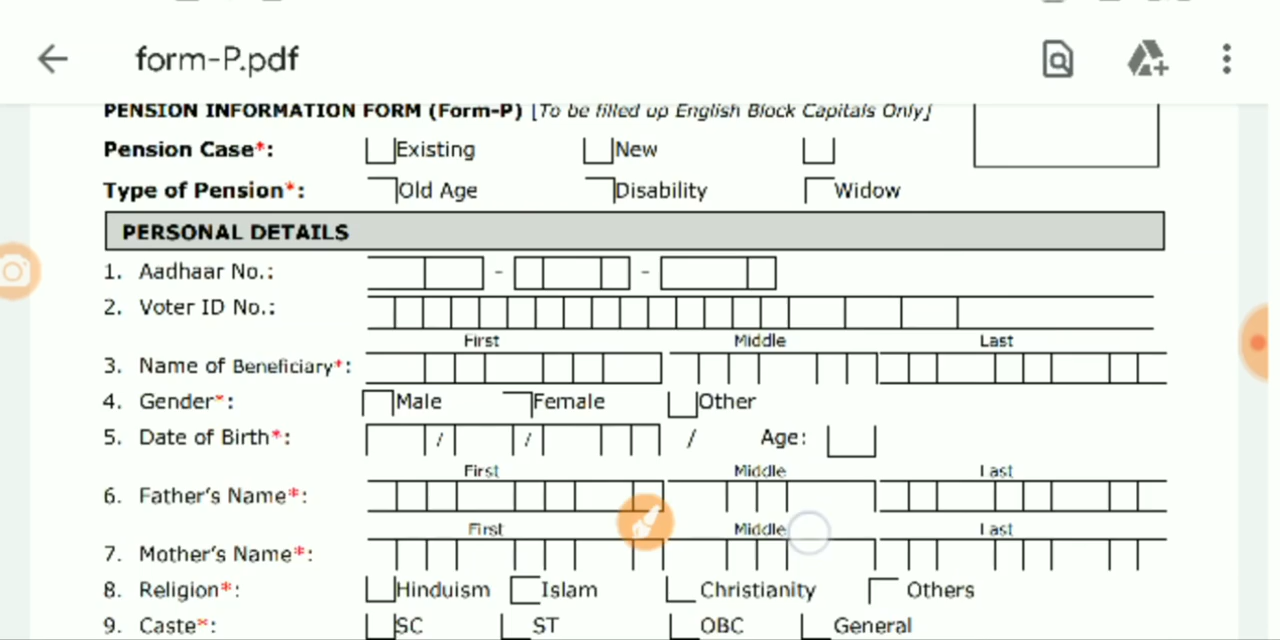 form-P.pdf
PENSION INFORMATION FORM (Form-P) [To be filled up English Block Capitals Only]
Pension Case*: Existing New
Type of Pension*: Old Age Disability Widow
PERSONAL DETAILS
1. Aadhaar No.: - -
2. Voter ID No.:
First Middle Last
3. Name of Beneficiary*:
4. Gender*: Male Female Other
5. Date of Birth*: / / / Age:
First Middle Last
6. Father's Name*:
First Middle Last
7. Mother's Name*:
8. Religion*: Hinduism Islam Christianity Others
9. Caste*: SC ST OBC General